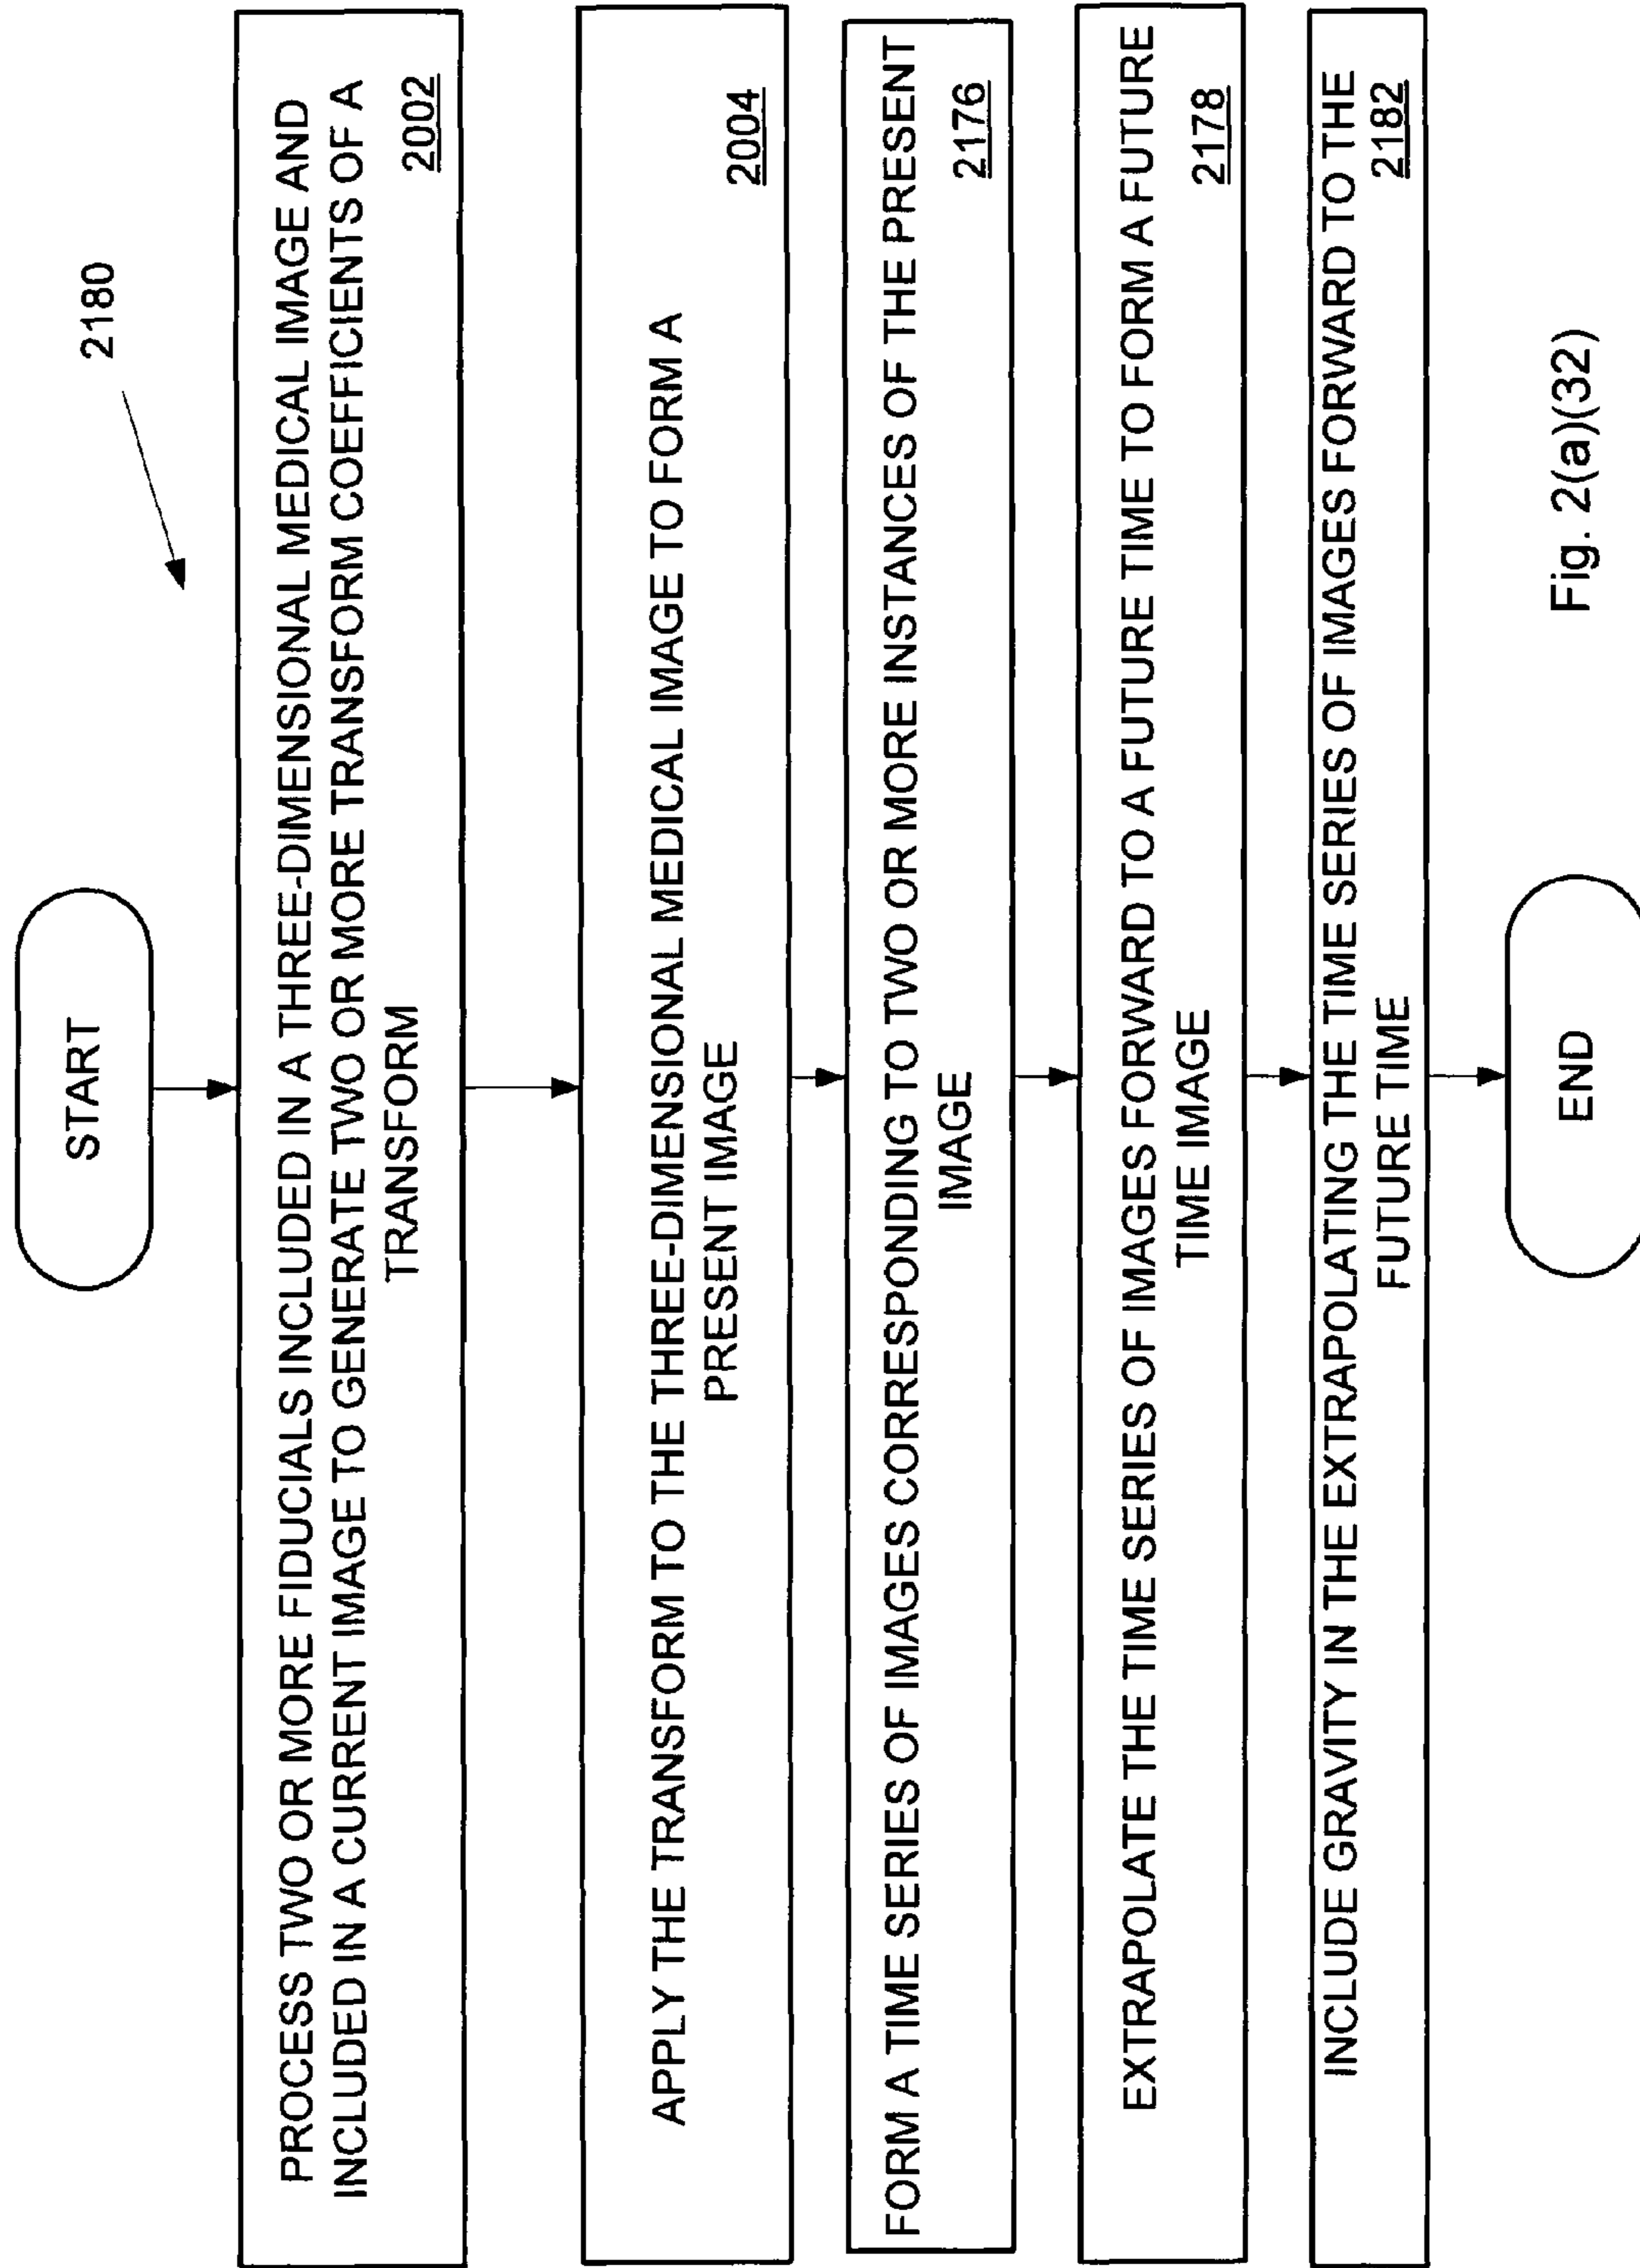 2180
START
PROCESS TWO OR MORE FIDUCIALS INCLUDED IN A THREE-DIMENSIONAL MEDICAL IMAGE AND
INCLUDED IN A CURRENT IMAGE TO GENERATE TWO OR MORE TRANSFORM COEFFICIENTS OF A
TRANSFORM
2002
APPLY THE TRANSFORM TO THE THREE-DIMENSIONAL MEDICAL IMAGE TO FORM A
PRESENT IMAGE
2004
FORM A TIME SERIES OF IMAGES CORRESPONDING TO TWO OR MORE INSTANCES OF THE PRESENT
IMAGE
2176
EXTRAPOLATE THE TIME SERIES OF IMAGES FORWARD TO A FUTURE TIME TO FORM A FUTURE
TIME IMAGE
2178
INCLUDE GRAVITY IN THE EXTRAPOLATING THE TIME SERIES OF IMAGES FORWARD TO THE
FUTURE TIME
2182
END
Fig. 2(a)(32)